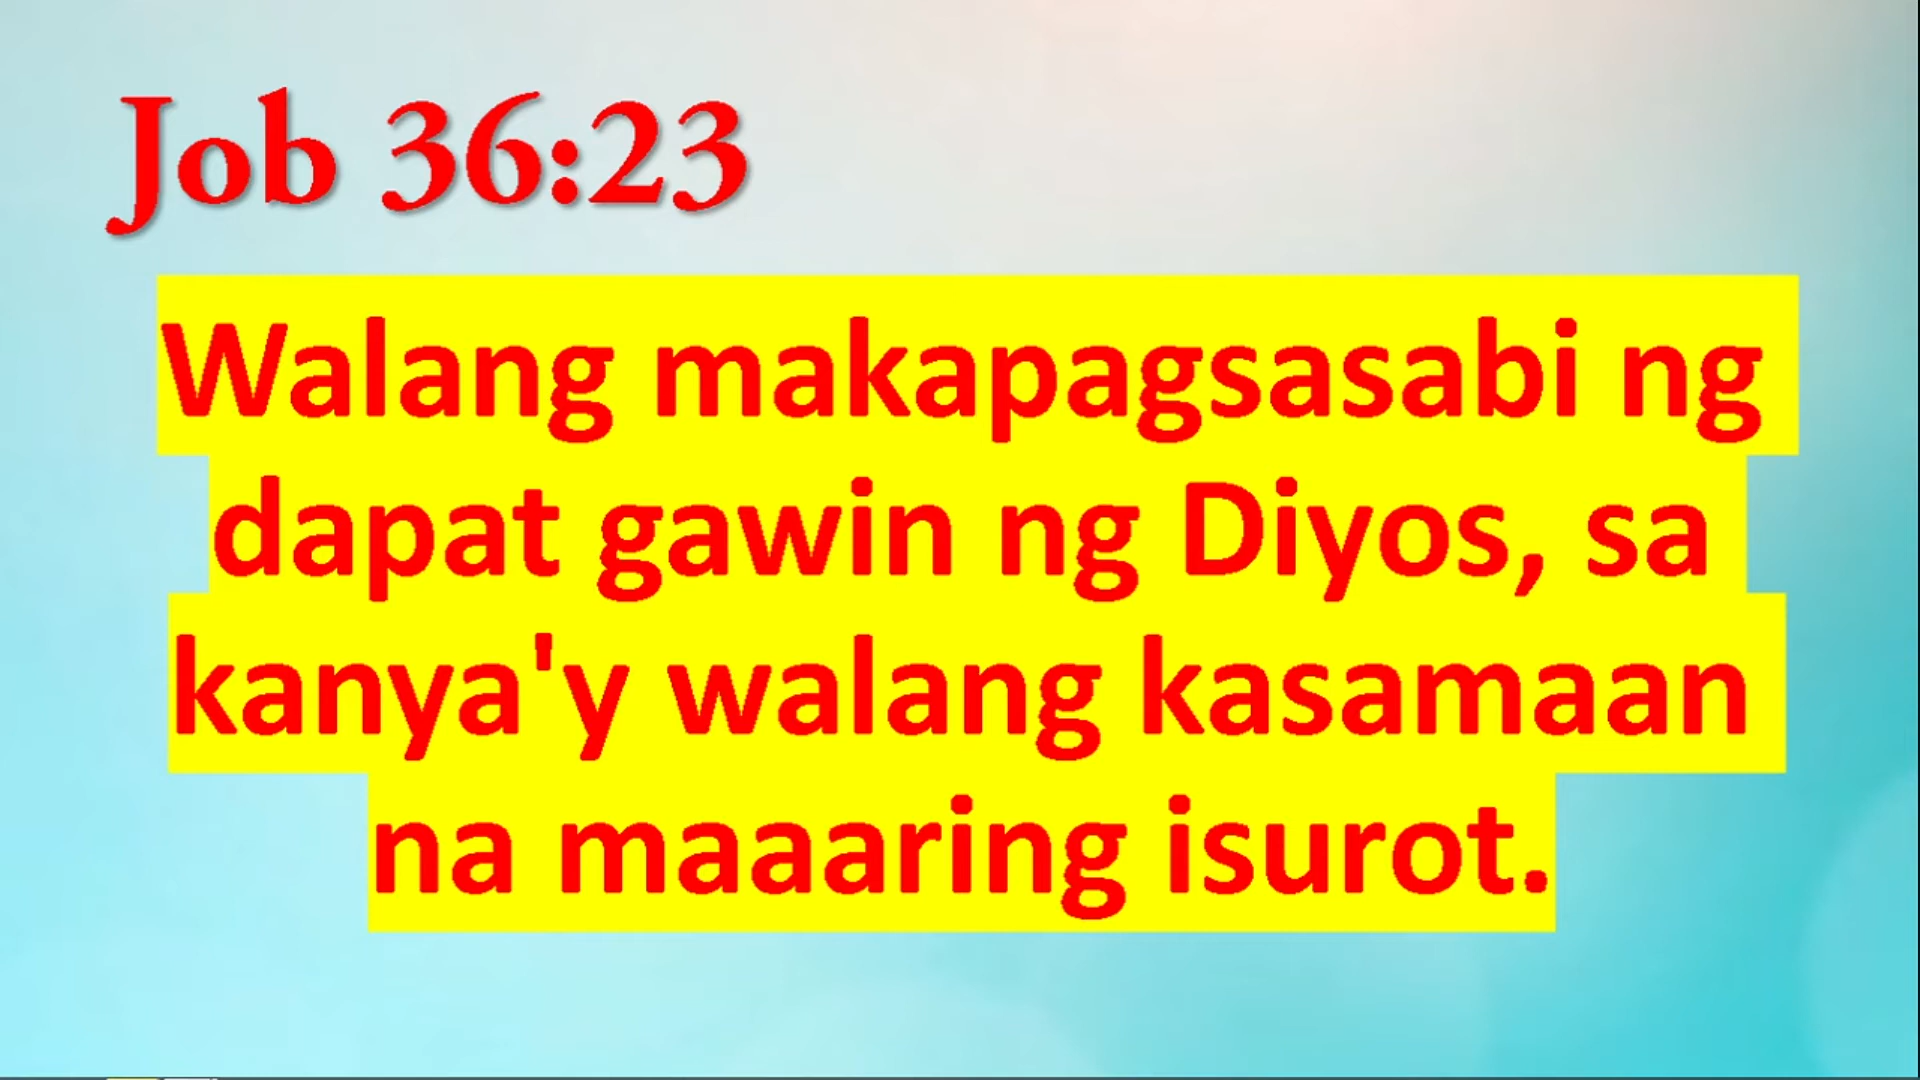 Job 36:23
Walang makapagsasabi ng
dapat gawin ng Diyos, sa
kanya'y walang kasamaan
na maaaring isurot.